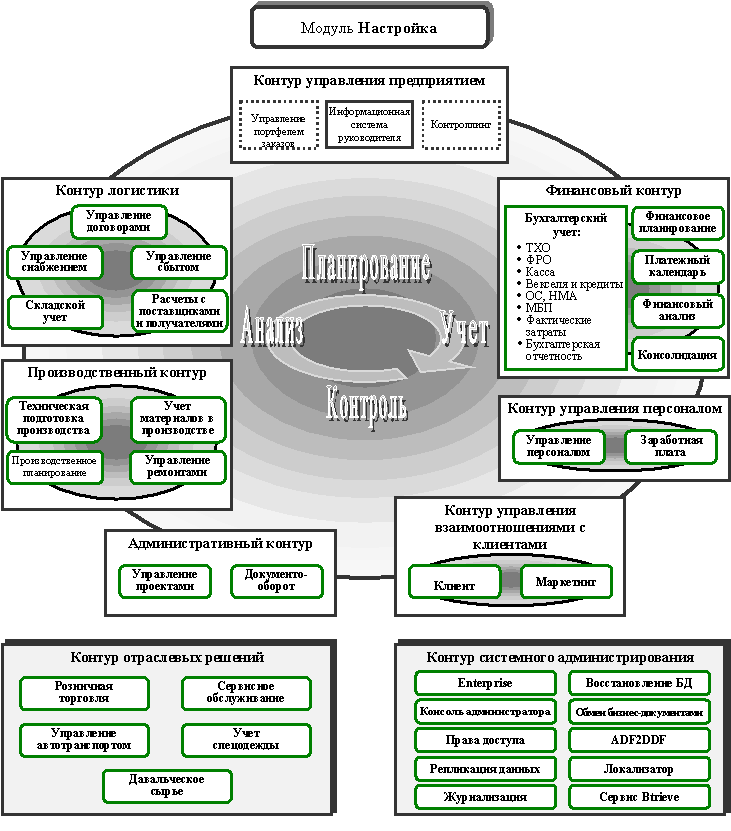 Модуль Настройка
Контур управления предприятием
Управление
портфелем
заказов
Информационная
система
руководителя
Контроллинг
Контур логистики
Управление
договорами
Управление
снабжением
Управление
сбытом
Складской
учет
Расчеты с
поставщиками
и получателями
Финансовый контур
Бухгалтерский
учет:
• ТХО
• ФРО
• Касса
• Векселя и кредиты
• ОС, НМА
• МБП
• Фактические
затраты
• Бухгалтерская
отчетность
Финансовое
планирование
Платежный
календарь
Финансовый
анализ
Консолидация
Планирование
Анализ
Учет
Контроль
Производственный контур
Техническая
подготовка
производства
Учет
материалов в
производстве
Производственное
планирование
Управление
ремонтами
Контур управления персоналом
Управление
персоналом
Заработная
плата
Административный контур
Управление
проектами
Документо-
оборот
Контур управления
взаимоотношениями с
клиентами
Клиент
Маркетинг
Контур отраслевых решений
Розничная
торговля
Сервисное
обслуживание
Управление
автотранспортом
Учет
спецодежды
Давальческое
сырье
Контур системного администрирования
Enterprise
Восстановление БД
Консоль администратора
Обмен бизнес-документами
Права доступа
ADF2DDF
Репликация данных
Локализатор
Журнализация
Сервис Btrieve